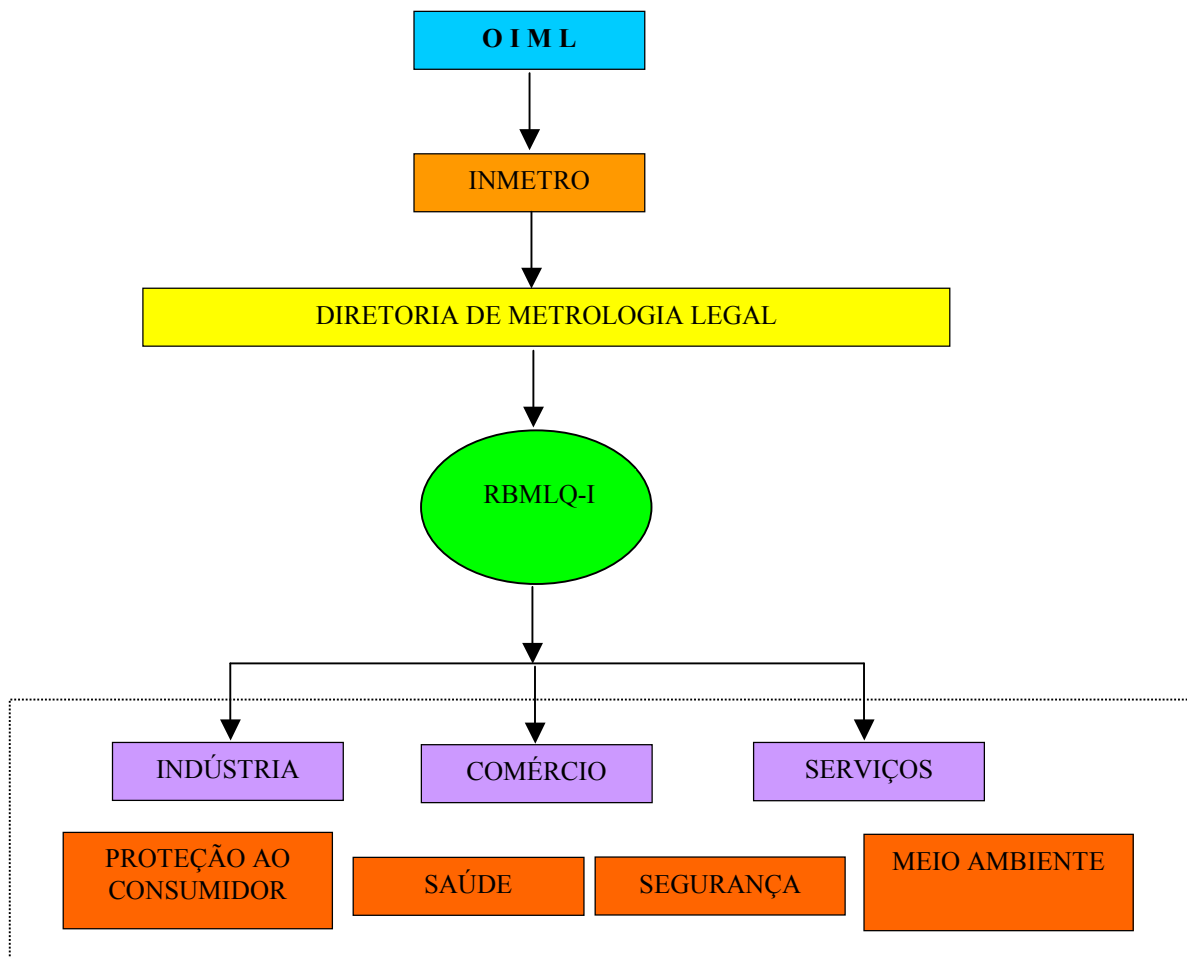 O I M L
INMETRO
DIRETORIA DE METROLOGIA LEGAL
RBMLQ-I
INDÚSTRIA
COMÉRCIO
SERVIÇOS
PROTEÇÃO AO
CONSUMIDOR
SAÚDE
SEGURANÇA
MEIO AMBIENTE